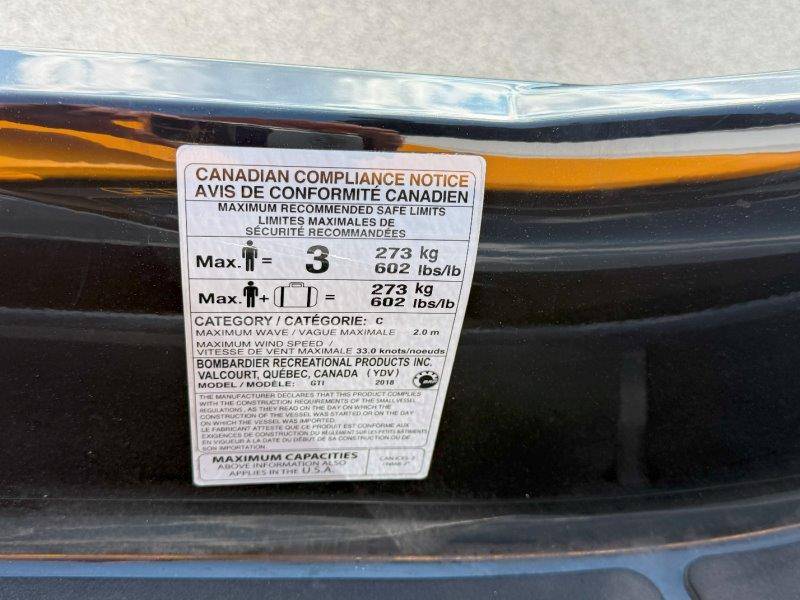 CANADIAN COMPLIANCE NOTICE
AVIS DE CONFORMITÉ CANADIEN
MAXIMUM RECOMMENDED SAFE LIMITS
LIMITES MAXIMALES DE
SÉCURITÉ RECOMMANDÉES
Max. = 3 273 kg
602 lbs/lb
Max. + = 273 kg
602 lbs/lb
CATEGORY / CATÉGORIE: C
MAXIMUM WAVE / VAGUE MAXIMALE 2.0 m
MAXIMUM WIND SPEED /
VITESSE DE VENT MAXIMALE 33.0 knots/noeuds
BOMBARDIER RECREATIONAL PRODUCTS INC.
VALCOURT, QUÉBEC, CANADA (YDV)
MODEL / MODÈLE: GTI 2018
BRP
THE MANUFACTURER DECLARES THAT THIS PRODUCT COMPLIES
WITH THE CONSTRUCTION REQUIREMENTS OF THE SMALL VESSEL
REGULATIONS, AS THEY READ ON THE DAY ON WHICH THE
CONSTRUCTION OF THE VESSEL WAS STARTED OR ON THE DAY
ON WHICH THE VESSEL WAS IMPORTED.
LE FABRICANT ATTESTE QUE CE PRODUIT EST CONFORME AUX
EXIGENCES DE CONSTRUCTION DU RÈGLEMENT SUR LES PETITS BÂTIMENTS
EN VIGUEUR À LA DATE DU DÉBUT DE SA CONSTRUCTION OU DE
SON IMPORTATION.
MAXIMUM CAPACITIES
ABOVE INFORMATION ALSO
APPLIES IN THE U.S.A.